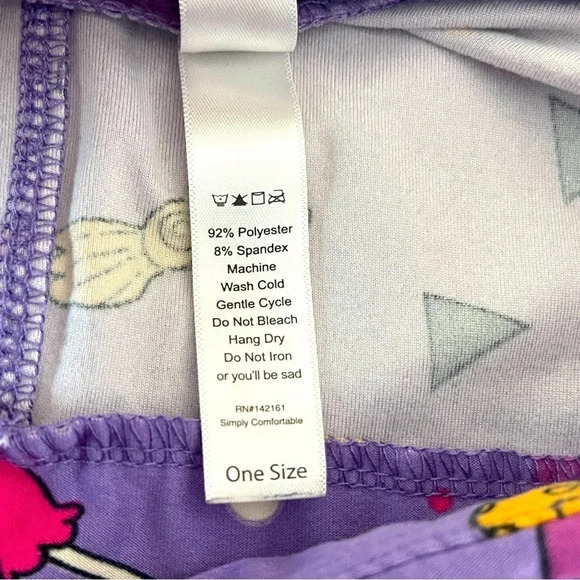 92% Polyester
8% Spandex
Machine
Wash Cold
Gentle Cycle
Do Not Bleach
Hang Dry
Do Not Iron
or you'll be sad
RN#142161
Simply Comfortable
One Size